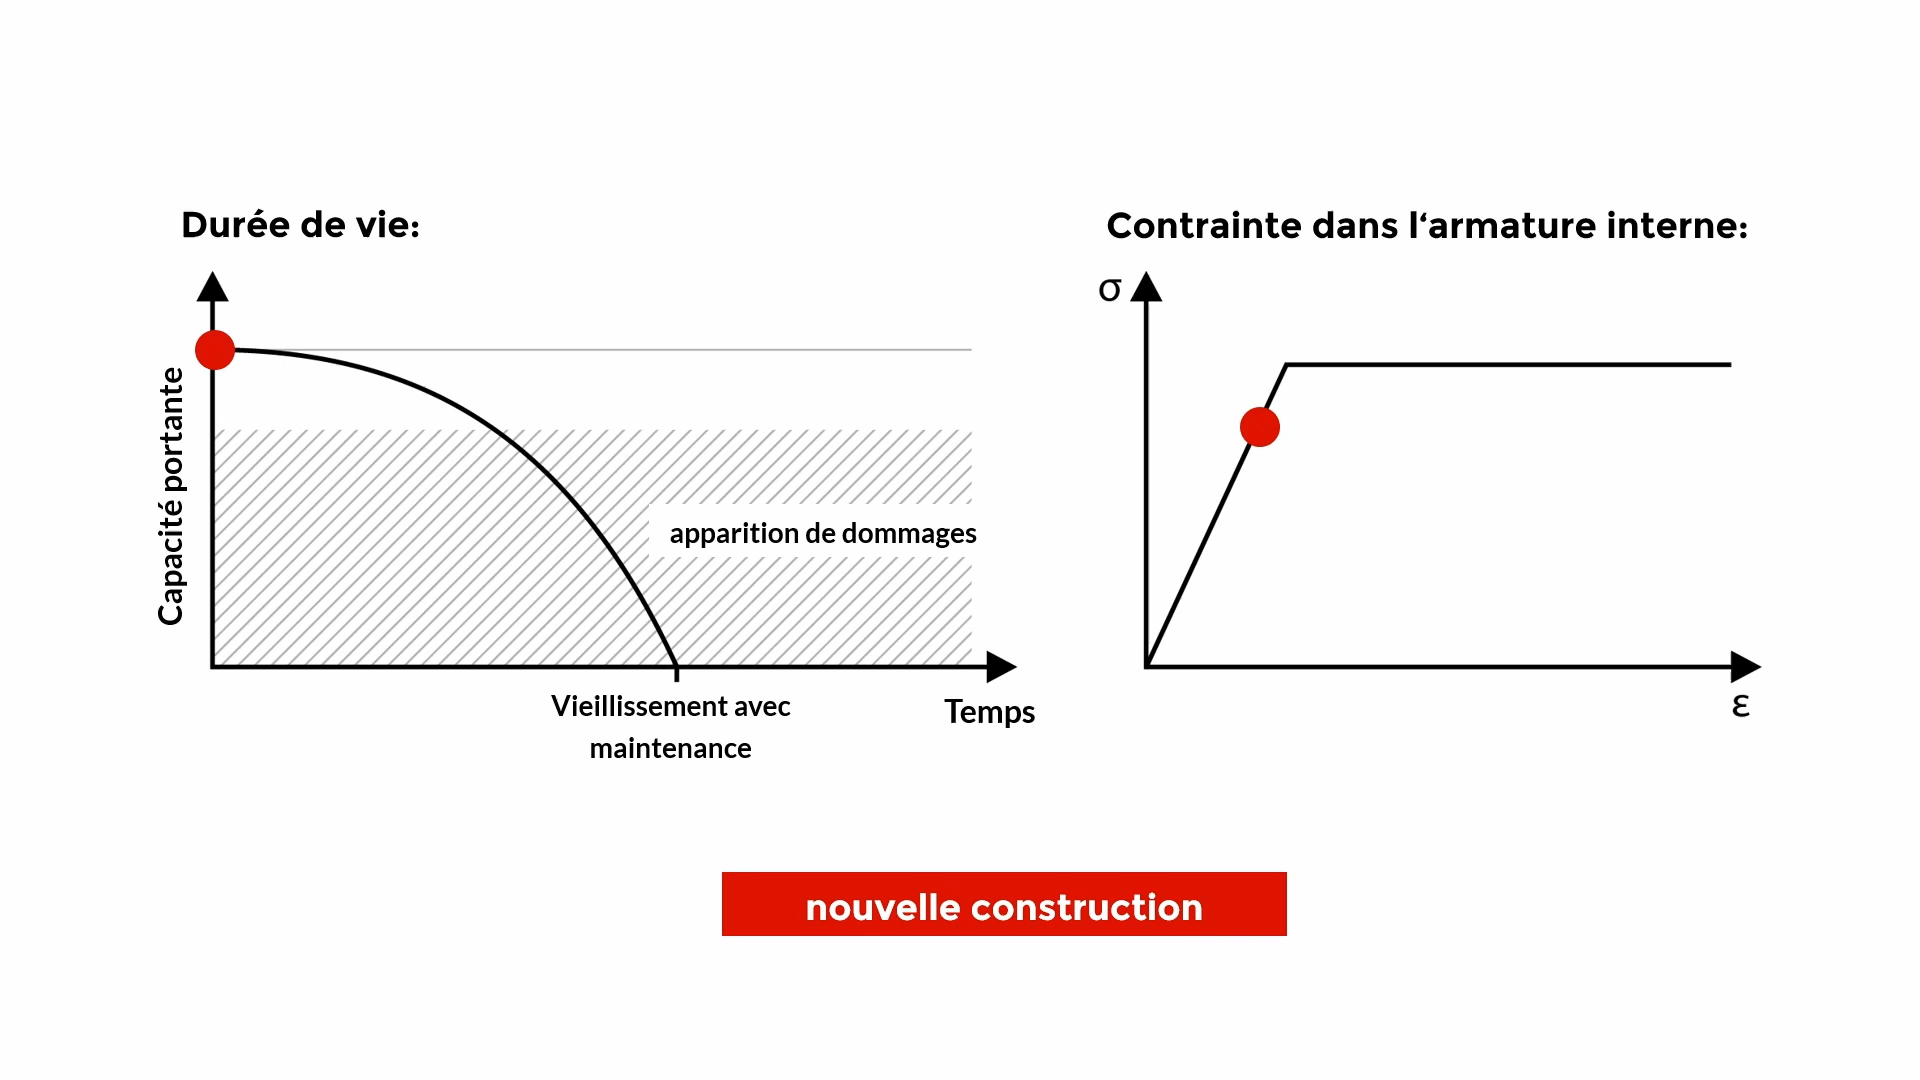 Durée de vie:
Capacité portante
apparition de dommages
Vieillissement avec
maintenance
Temps
Contrainte dans l‘armature interne:
σ
ε
nouvelle construction